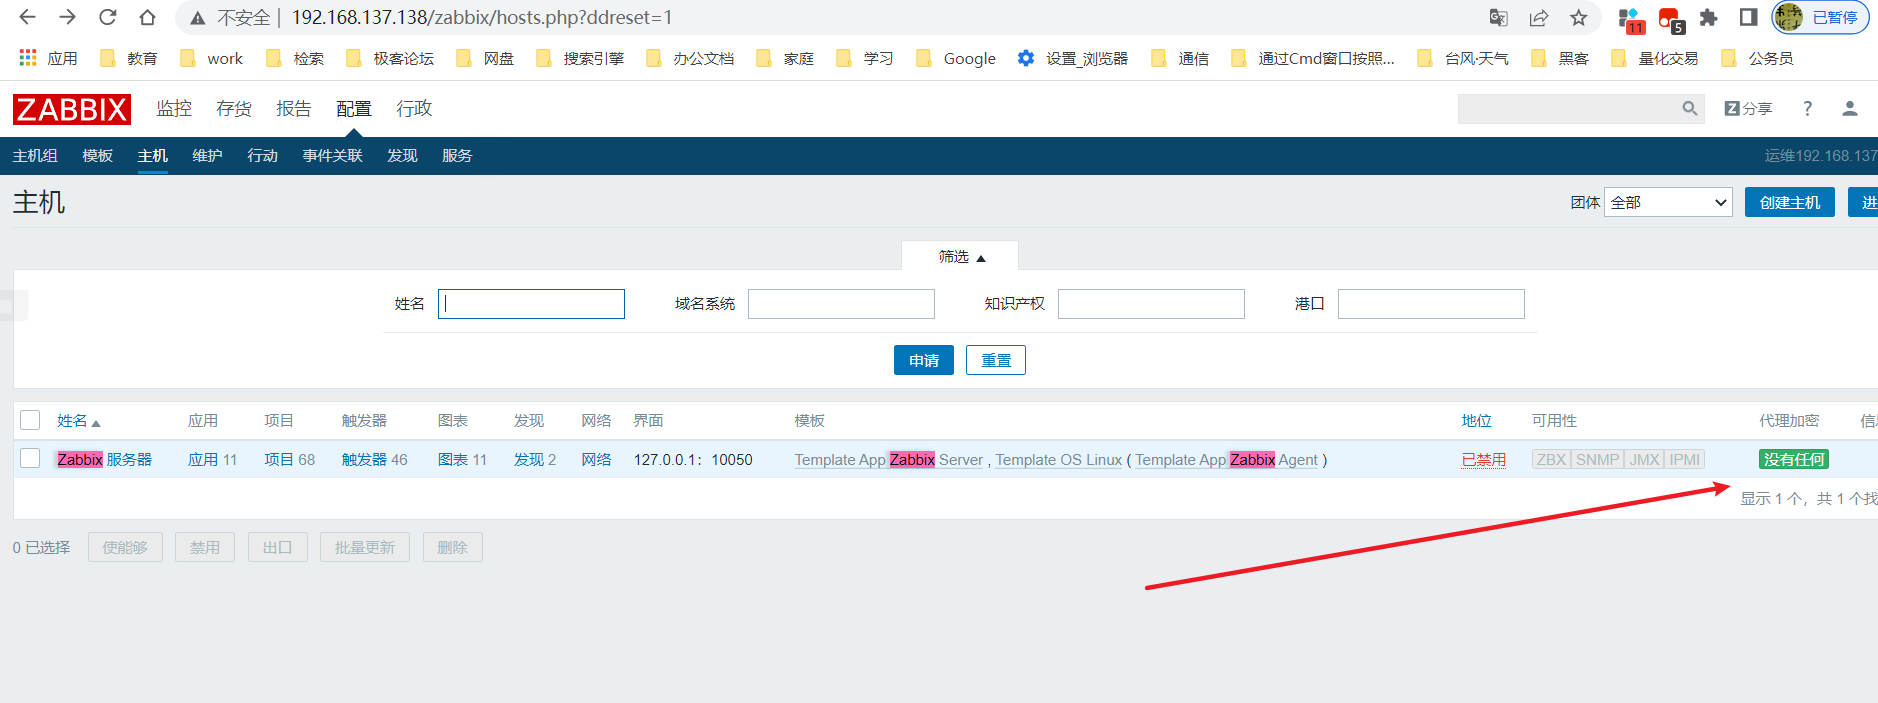 不安全 192.168.137.138/zabbix/hosts.php?ddreset=1 11 5 已暂停
应用 教育 work 检索 极客论坛 网盘 搜索引擎 办公文档 家庭 学习 Google 设置_浏览器 通信 通过Cmd窗口按照... 台风·天气 黑客 量化交易 公务员
ZABBIX 监控 存货 报告 配置 行政 Z分享 ?
主机组 模板 主机 维护 行动 事件关联 发现 服务 运维192.168.137
主机 团体 全部 创建主机 进
筛选
姓名 域名系统 知识产权 港口
申请 重置
姓名 应用 项目 触发器 图表 发现 网络 界面 模板 地位 可用性 代理加密 信息
Zabbix 服务器 应用 11 项目 68 触发器 46 图表 11 发现 2 网络 127.0.0.1：10050 Template App Zabbix Server , Template OS Linux ( Template App Zabbix Agent ) 已禁用 ZBX SNMP JMX IPMI 没有任何
显示 1 个，共 1 个找
0 已选择 使能够 禁用 出口 批量更新 删除